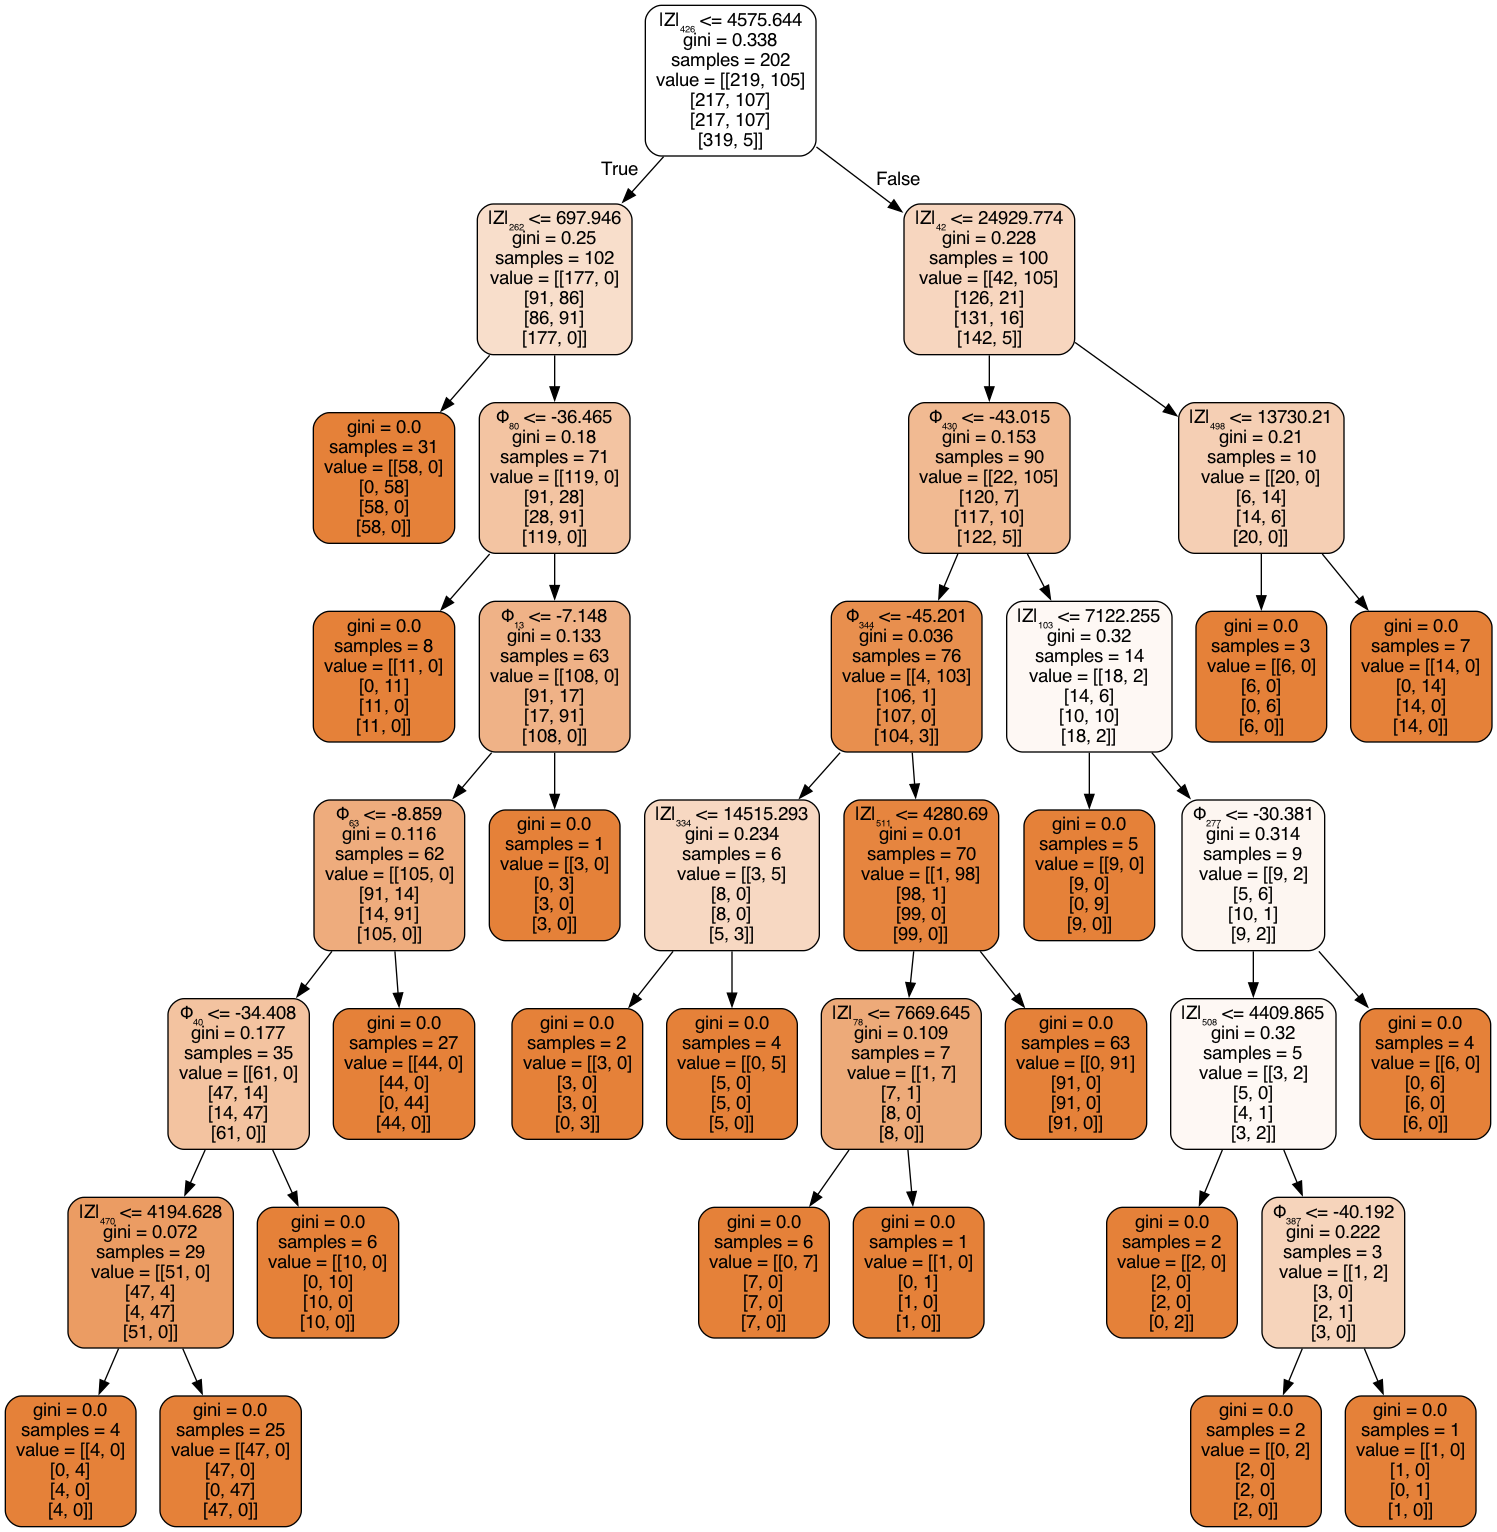 |Z|₄₂₆ <= 4575.644
gini = 0.338
samples = 202
value = [[219, 105]
[217, 107]
[217, 107]
[319, 5]]
True
False
|Z|₂₆₂ <= 697.946
gini = 0.25
samples = 102
value = [[177, 0]
[91, 86]
[86, 91]
[177, 0]]
|Z|₄₂ <= 24929.774
gini = 0.228
samples = 100
value = [[42, 105]
[126, 21]
[131, 16]
[142, 5]]
gini = 0.0
samples = 31
value = [[58, 0]
[0, 58]
[58, 0]
[58, 0]]
Φ₈₀ <= -36.465
gini = 0.18
samples = 71
value = [[119, 0]
[91, 28]
[28, 91]
[119, 0]]
Φ₄₃₀ <= -43.015
gini = 0.153
samples = 90
value = [[22, 105]
[120, 7]
[117, 10]
[122, 5]]
|Z|₄₉₈ <= 13730.21
gini = 0.21
samples = 10
value = [[20, 0]
[6, 14]
[14, 6]
[20, 0]]
gini = 0.0
samples = 8
value = [[11, 0]
[0, 11]
[11, 0]
[11, 0]]
Φ₁₃ <= -7.148
gini = 0.133
samples = 63
value = [[108, 0]
[91, 17]
[17, 91]
[108, 0]]
Φ₃₄₄ <= -45.201
gini = 0.036
samples = 76
value = [[4, 103]
[106, 1]
[107, 0]
[104, 3]]
|Z|₁₀₃ <= 7122.255
gini = 0.32
samples = 14
value = [[18, 2]
[14, 6]
[10, 10]
[18, 2]]
gini = 0.0
samples = 3
value = [[6, 0]
[6, 0]
[0, 6]
[6, 0]]
gini = 0.0
samples = 7
value = [[14, 0]
[0, 14]
[14, 0]
[14, 0]]
Φ₆₃ <= -8.859
gini = 0.116
samples = 62
value = [[105, 0]
[91, 14]
[14, 91]
[105, 0]]
gini = 0.0
samples = 1
value = [[3, 0]
[0, 3]
[3, 0]
[3, 0]]
|Z|₃₃₄ <= 14515.293
gini = 0.234
samples = 6
value = [[3, 5]
[8, 0]
[8, 0]
[5, 3]]
|Z|₅₁₁ <= 4280.69
gini = 0.01
samples = 70
value = [[1, 98]
[98, 1]
[99, 0]
[99, 0]]
gini = 0.0
samples = 5
value = [[9, 0]
[9, 0]
[0, 9]
[9, 0]]
Φ₂₇₇ <= -30.381
gini = 0.314
samples = 9
value = [[9, 2]
[5, 6]
[10, 1]
[9, 2]]
Φ₄₀ <= -34.408
gini = 0.177
samples = 35
value = [[61, 0]
[47, 14]
[14, 47]
[61, 0]]
gini = 0.0
samples = 27
value = [[44, 0]
[44, 0]
[0, 44]
[44, 0]]
gini = 0.0
samples = 2
value = [[3, 0]
[3, 0]
[3, 0]
[0, 3]]
gini = 0.0
samples = 4
value = [[0, 5]
[5, 0]
[5, 0]
[5, 0]]
|Z|₇₈ <= 7669.645
gini = 0.109
samples = 7
value = [[1, 7]
[7, 1]
[8, 0]
[8, 0]]
gini = 0.0
samples = 63
value = [[0, 91]
[91, 0]
[91, 0]
[91, 0]]
|Z|₅₀₈ <= 4409.865
gini = 0.32
samples = 5
value = [[3, 2]
[5, 0]
[4, 1]
[3, 2]]
gini = 0.0
samples = 4
value = [[6, 0]
[0, 6]
[6, 0]
[6, 0]]
|Z|₄₇₀ <= 4194.628
gini = 0.072
samples = 29
value = [[51, 0]
[47, 4]
[4, 47]
[51, 0]]
gini = 0.0
samples = 6
value = [[10, 0]
[0, 10]
[10, 0]
[10, 0]]
gini = 0.0
samples = 6
value = [[0, 7]
[7, 0]
[7, 0]
[7, 0]]
gini = 0.0
samples = 1
value = [[1, 0]
[0, 1]
[1, 0]
[1, 0]]
gini = 0.0
samples = 2
value = [[2, 0]
[2, 0]
[2, 0]
[0, 2]]
Φ₃₈₇ <= -40.192
gini = 0.222
samples = 3
value = [[1, 2]
[3, 0]
[2, 1]
[3, 0]]
gini = 0.0
samples = 4
value = [[4, 0]
[0, 4]
[4, 0]
[4, 0]]
gini = 0.0
samples = 25
value = [[47, 0]
[47, 0]
[0, 47]
[47, 0]]
gini = 0.0
samples = 2
value = [[0, 2]
[2, 0]
[2, 0]
[2, 0]]
gini = 0.0
samples = 1
value = [[1, 0]
[1, 0]
[0, 1]
[1, 0]]